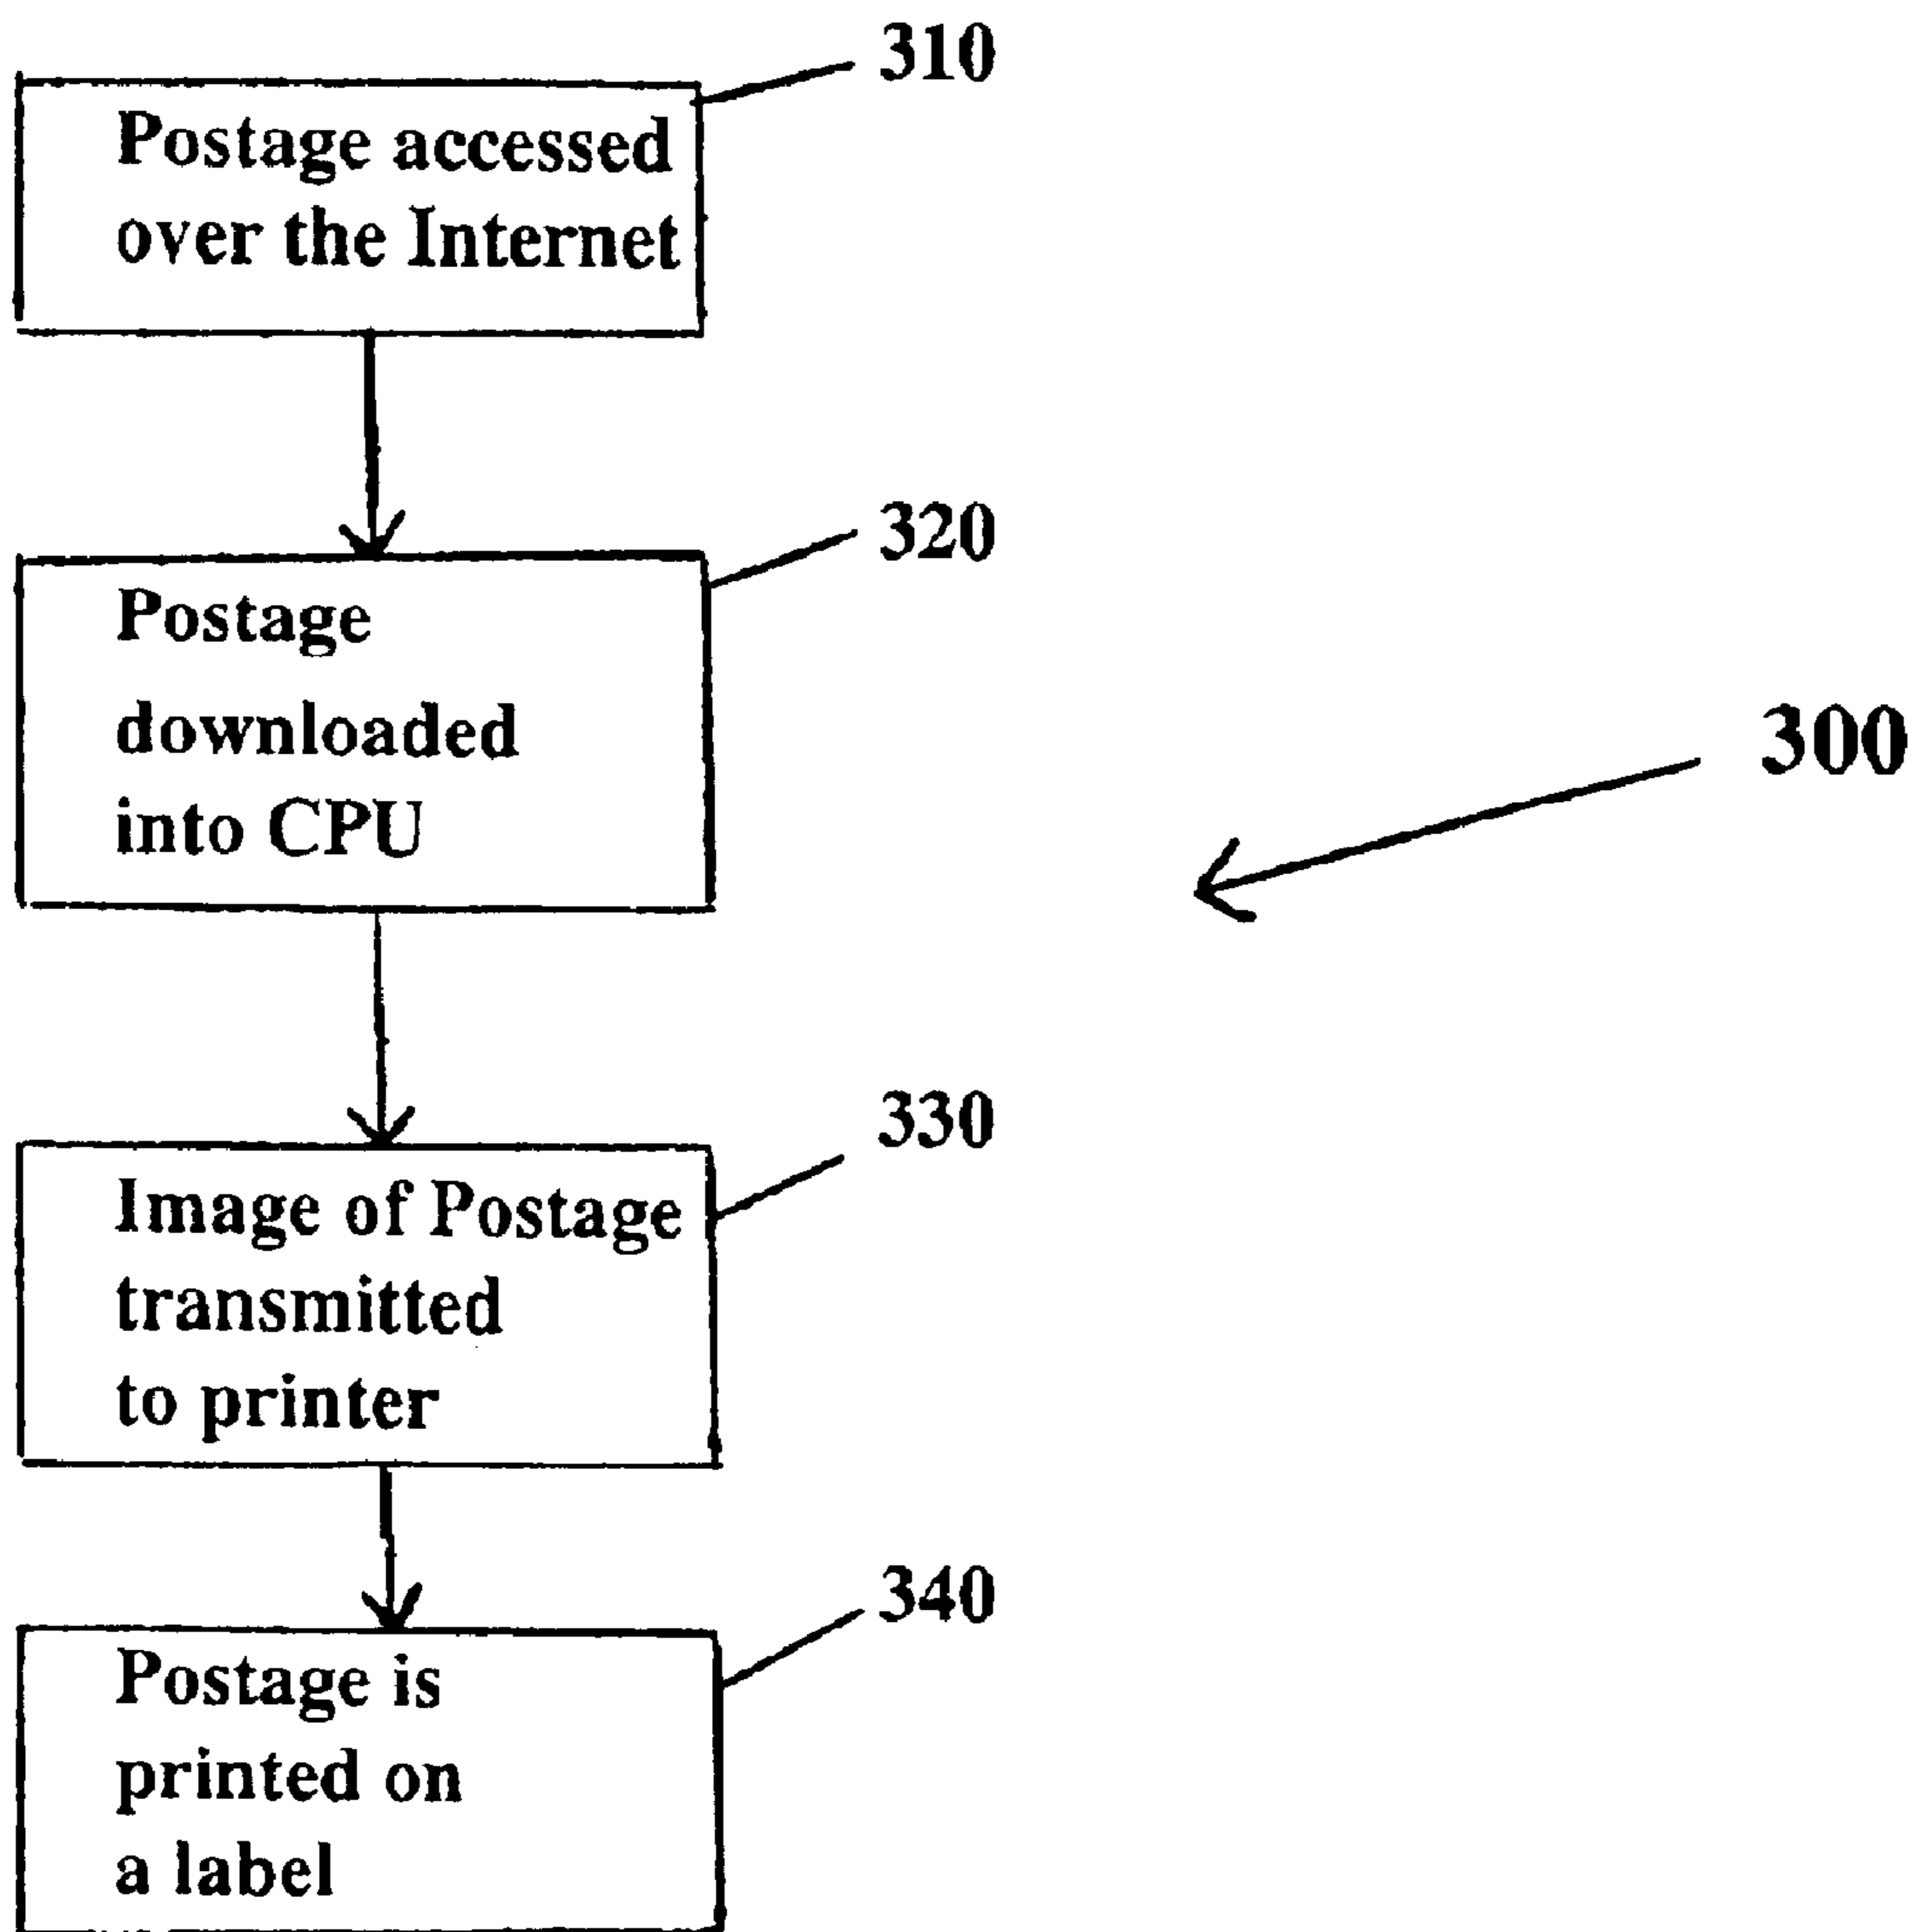 310
Postage accessed
over the Internet
320
Postage
downloaded
into CPU
300
330
Image of Postage
transmitted
to printer
340
Postage is
printed on
a label